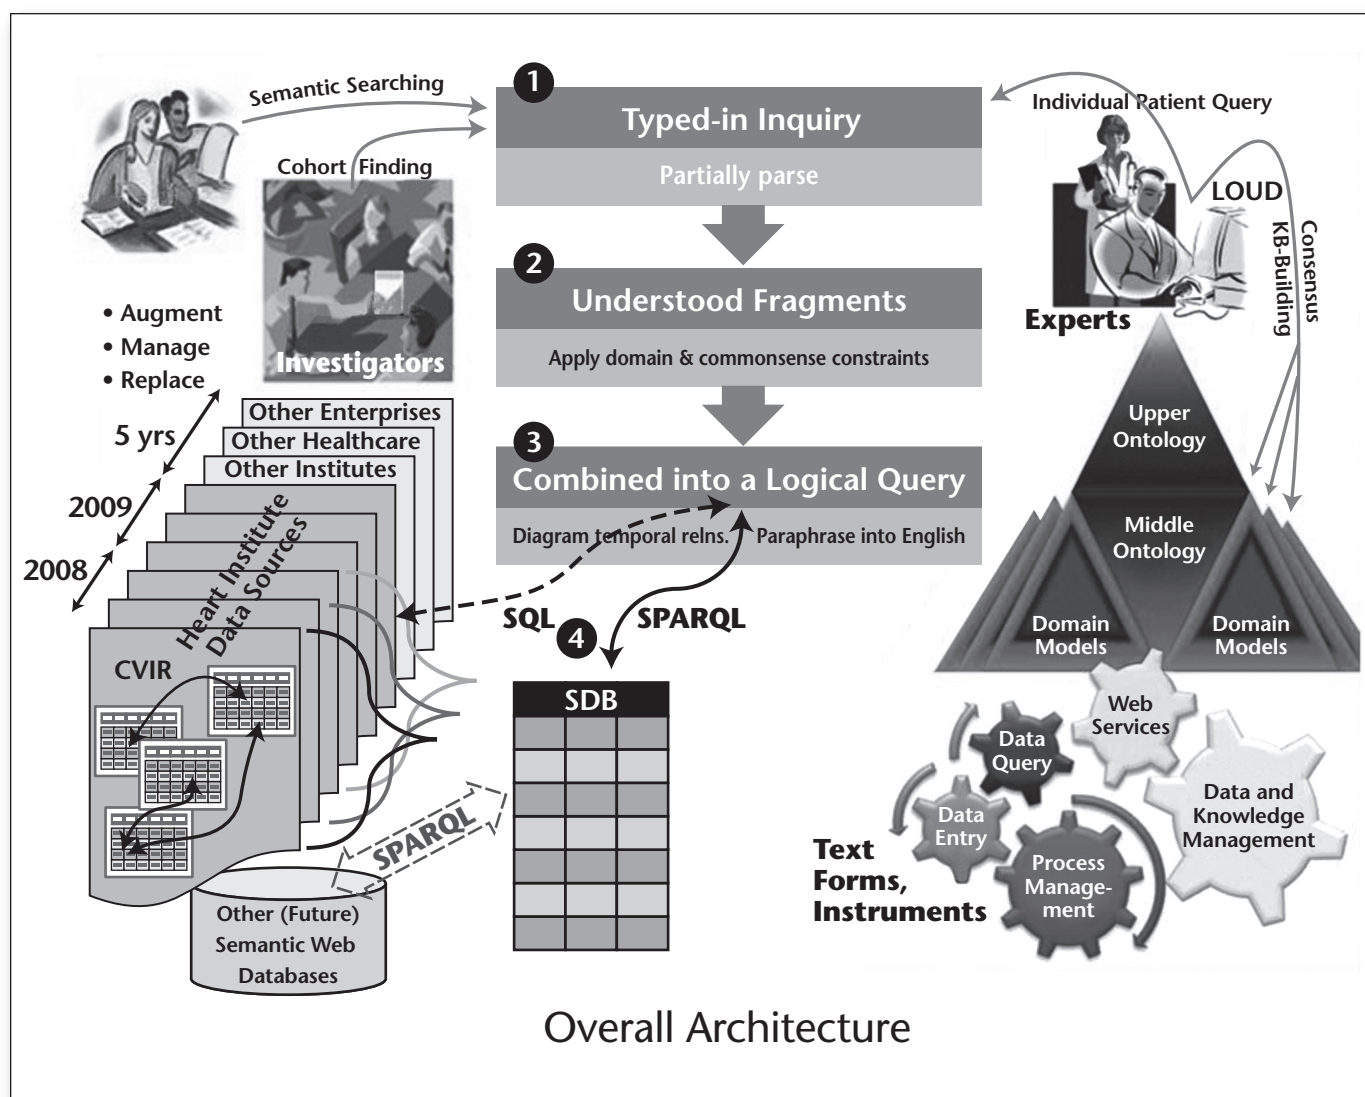 Semantic Searching
Cohort Finding
Investigators
• Augment
• Manage
• Replace
5 yrs
2009
2008
Other Enterprises
Other Healthcare
Other Institutes
Heart Institute
Data Sources
CVIR
Other (Future)
Semantic Web
Databases
1
Typed-in Inquiry
Partially parse
2
Understood Fragments
Apply domain & commonsense constraints
3
Combined into a Logical Query
Diagram temporal relns.
Paraphrase into English
SQL
4
SPARQL
SDB
SPARQL
Individual Patient Query
LOUD
Consensus
KB-Building
Experts
Upper
Ontology
Middle
Ontology
Domain
Models
Domain
Models
Web
Services
Data
Query
Data
Entry
Data and
Knowledge
Management
Process
Manage-
ment
Text
Forms,
Instruments
Overall Architecture